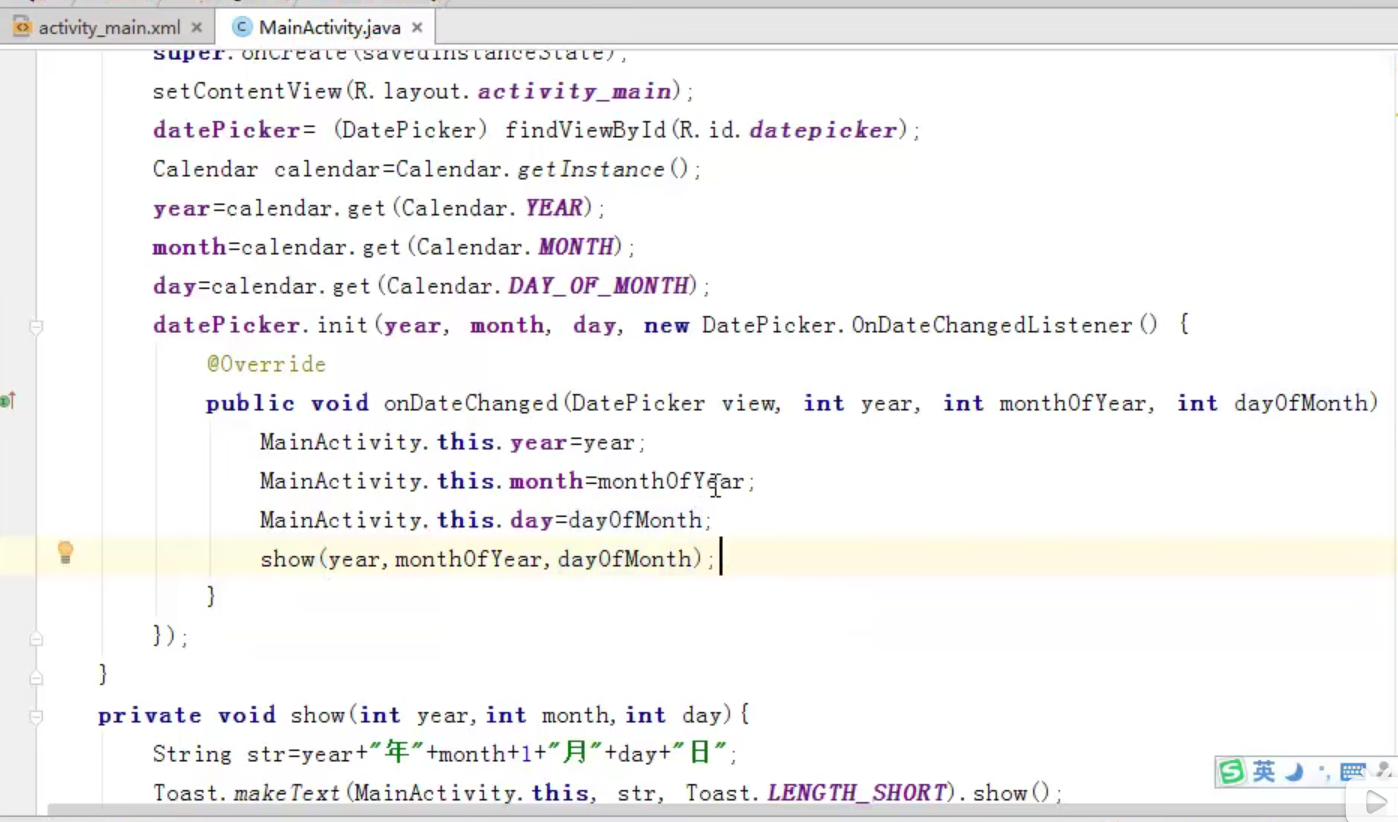 activity_main.xml × MainActivity.java ×
super.onCreate(savedInstanceState);
setContentView(R.layout.activity_main);
datePicker= (DatePicker) findViewById(R.id.datepicker);
Calendar calendar=Calendar.getInstance();
year=calendar.get(Calendar.YEAR);
month=calendar.get(Calendar.MONTH);
day=calendar.get(Calendar.DAY_OF_MONTH);
datePicker.init(year, month, day, new DatePicker.OnDateChangedListener() {
@Override
public void onDateChanged(DatePicker view, int year, int monthOfYear, int dayOfMonth)
MainActivity.this.year=year;
MainActivity.this.month=monthOfYear;
MainActivity.this.day=dayOfMonth;
show(year,monthOfYear,dayOfMonth);
}
});
}
private void show(int year,int month,int day){
String str=year+"年"+month+1+"月"+day+"日";
Toast.makeText(MainActivity.this, str, Toast.LENGTH_SHORT).show();
英